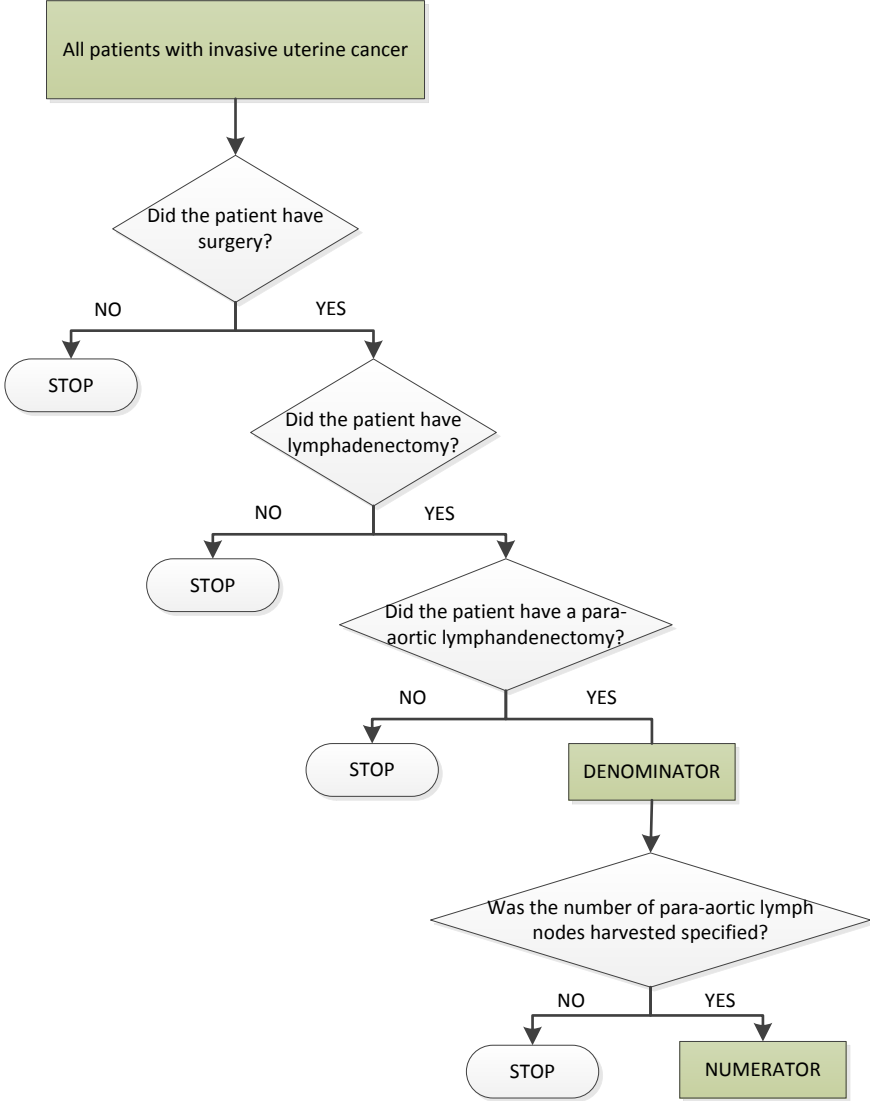 All patients with invasive uterine cancer
Did the patient have
surgery?
NO
YES
STOP
Did the patient have
lymphadenectomy?
NO
YES
STOP
Did the patient have a para-
aortic lymphandenectomy?
NO
YES
STOP
DENOMINATOR
Was the number of para-aortic lymph
nodes harvested specified?
NO
YES
STOP
NUMERATOR